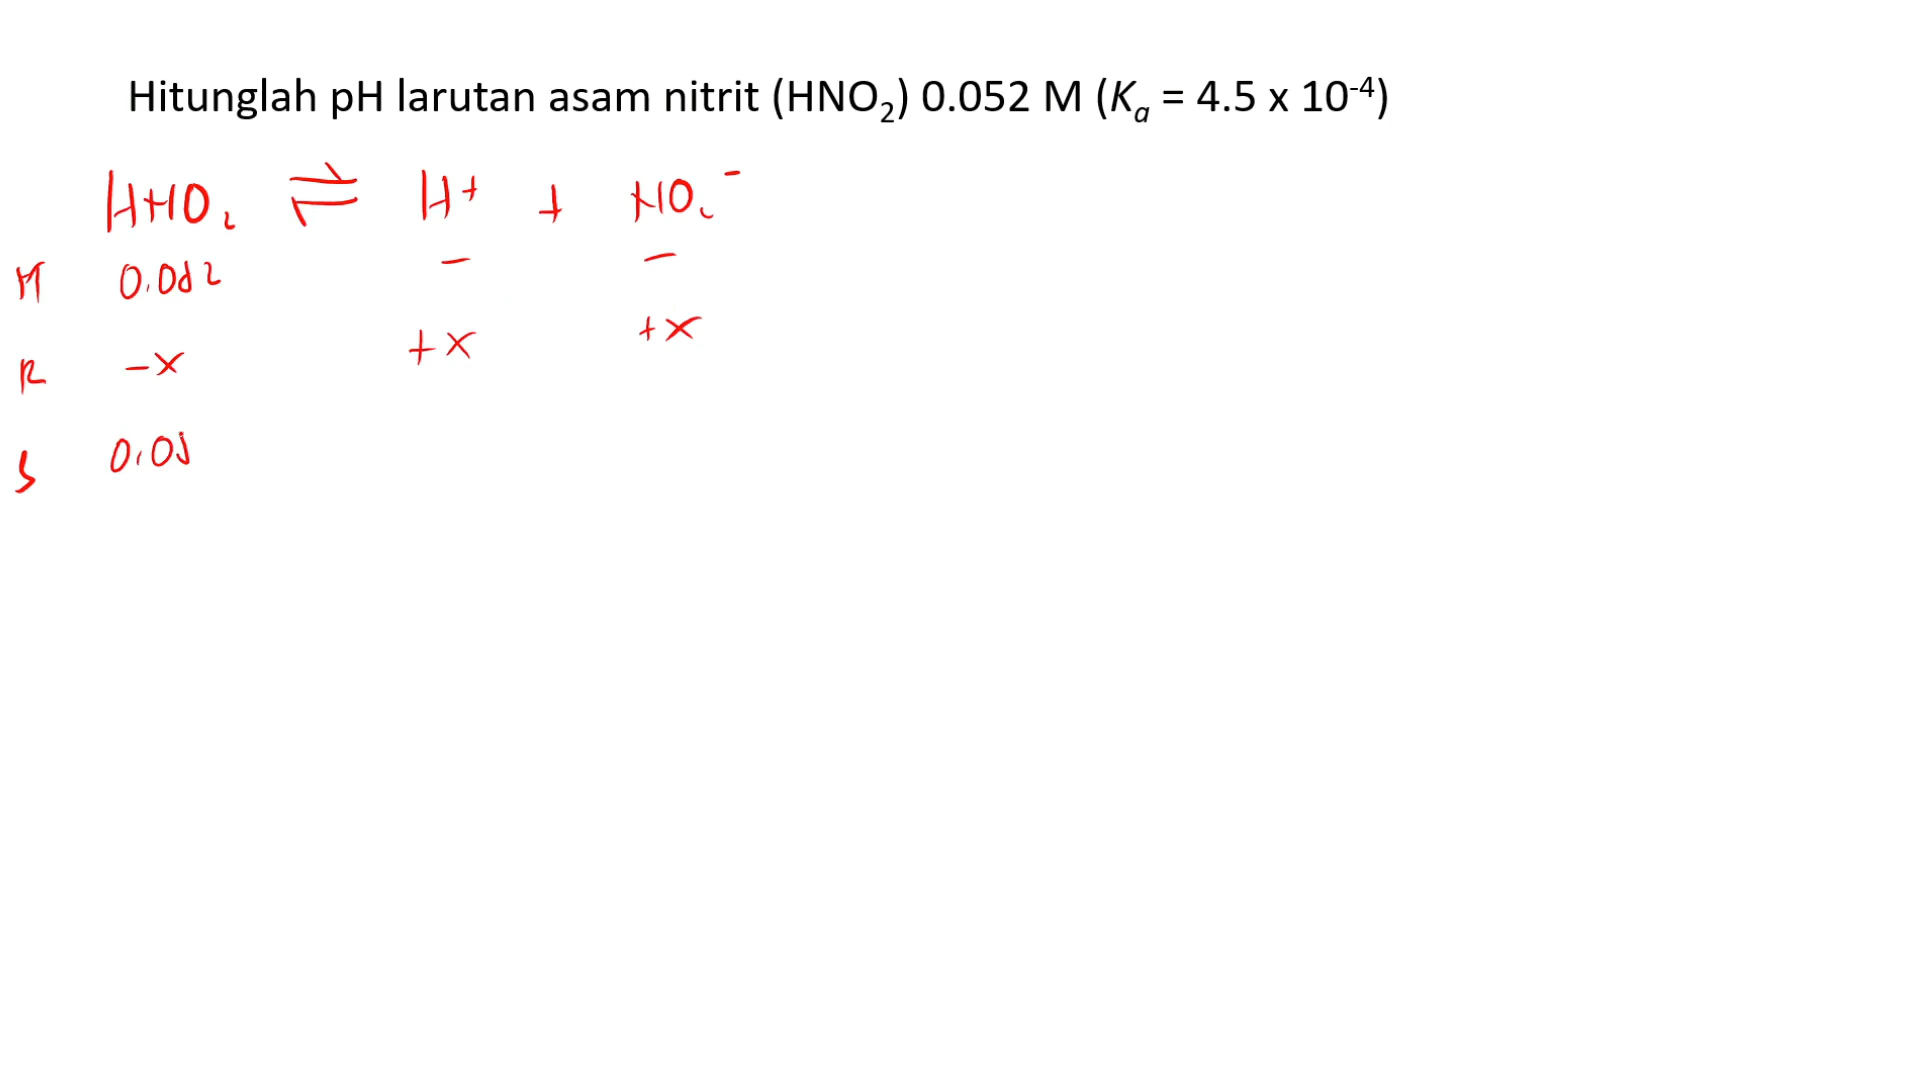 Hitunglah pH larutan asam nitrit (HNO₂) 0.052 M (Kₐ = 4.5 x 10⁻⁴)
HNO₂ ⇌ H⁺ + NO₂⁻
M 0.052 − −
R −x +x +x
S 0.05